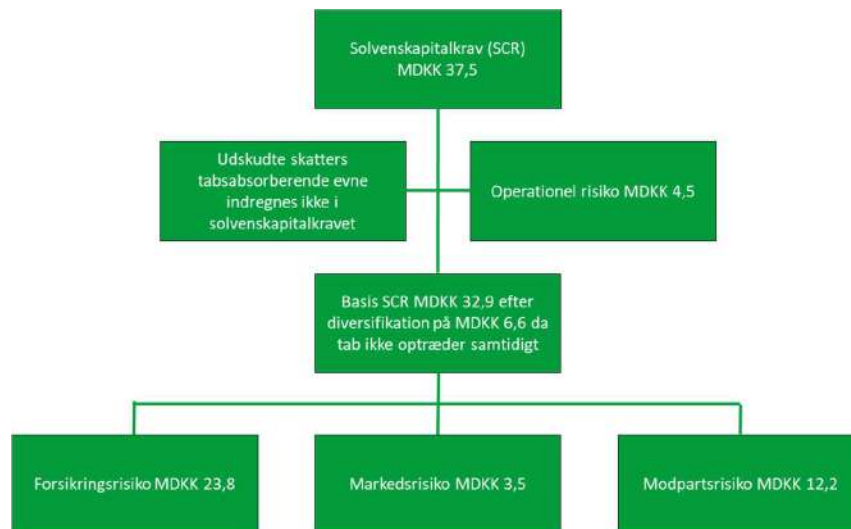 Solvenskapitalkrav (SCR)
MDKK 37,5
Udskudte skatters
tabsabsorberende evne
indregnes ikke i
solvenskapitalkravet
Operationel risiko MDKK 4,5
Basis SCR MDKK 32,9 efter
diversifikation på MDKK 6,6 da
tab ikke optræder samtidigt
Forsikringsrisiko MDKK 23,8
Markedsrisiko MDKK 3,5
Modpartsrisiko MDKK 12,2